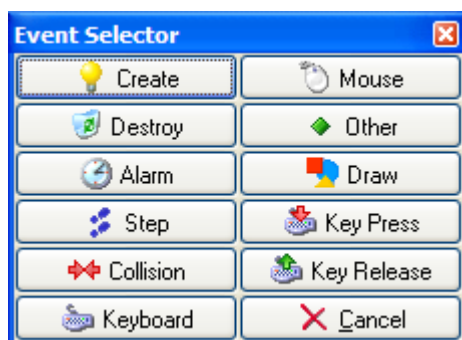 Event Selector
Create
Mouse
Destroy
Other
Alarm
Draw
Step
Key Press
Collision
Key Release
Keyboard
Cancel